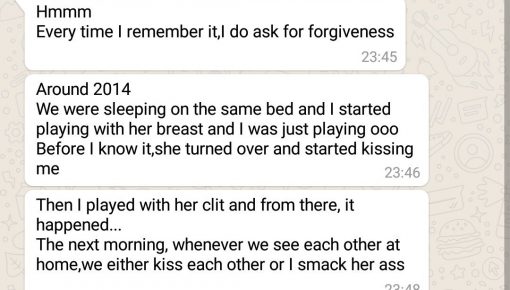 Hmmm
Every time I remember it,I do ask for forgiveness
23:45
Around 2014
We were sleeping on the same bed and I started
playing with her breast and I was just playing ooo
Before I know it,she turned over and started kissing
me
23:46
Then I played with her clit and from there, it
happened...
The next morning, whenever we see each other at
home,we either kiss each other or I smack her ass
23:48